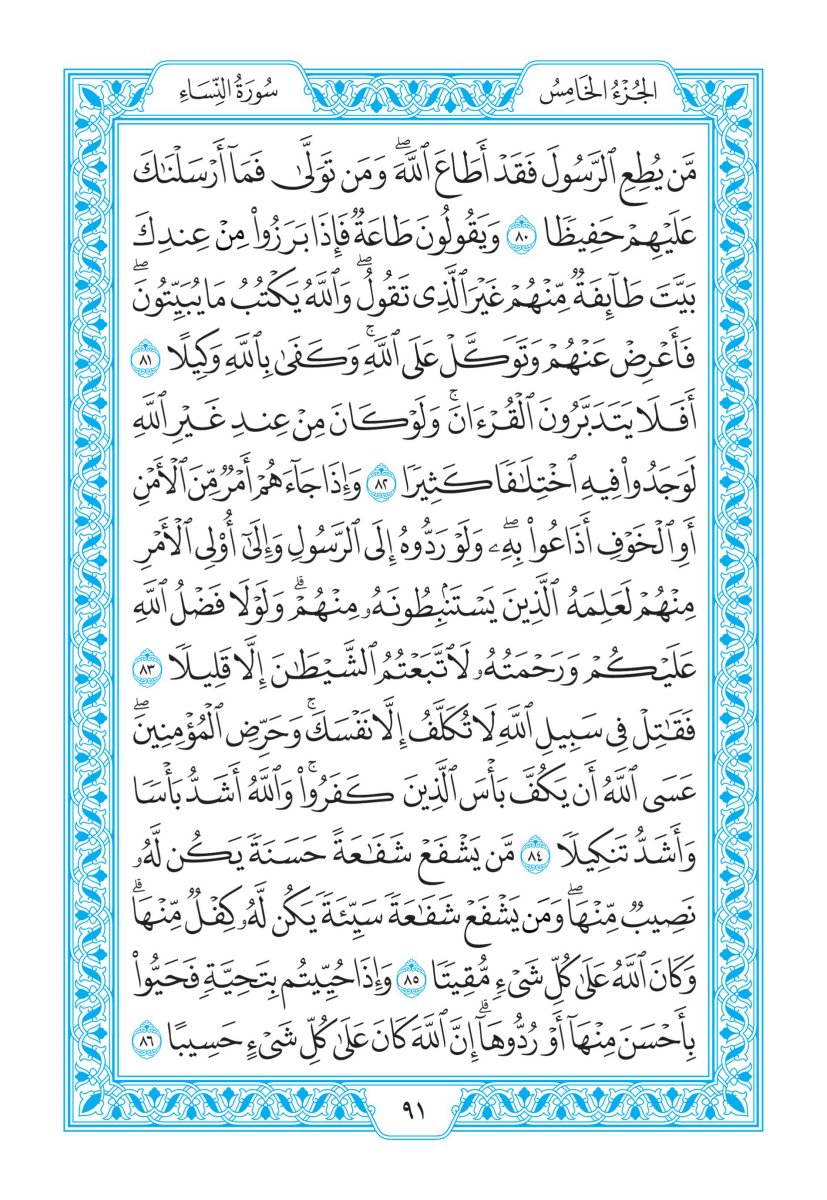 الجُزْءُ الخَامِسُ
سُورَةُ النِّسَاءِ
مَّن يُطِعِ ٱلرَّسُولَ فَقَدْ أَطَاعَ ٱللَّهَۖ وَمَن تَوَلَّىٰ فَمَآ أَرْسَلْنَٰكَ
عَلَيْهِمْ حَفِيظٗا ٨٠ وَيَقُولُونَ طَاعَةٞ فَإِذَا بَرَزُواْ مِنْ عِندِكَ
بَيَّتَ طَآئِفَةٞ مِّنْهُمْ غَيْرَ ٱلَّذِي تَقُولُۖ وَٱللَّهُ يَكْتُبُ مَا يُبَيِّتُونَۖ
فَأَعْرِضْ عَنْهُمْ وَتَوَكَّلْ عَلَى ٱللَّهِۚ وَكَفَىٰ بِٱللَّهِ وَكِيلًا ٨١
أَفَلَا يَتَدَبَّرُونَ ٱلْقُرْءَانَۚ وَلَوْ كَانَ مِنْ عِندِ غَيْرِ ٱللَّهِ
لَوَجَدُواْ فِيهِ ٱخْتِلَٰفٗا كَثِيرٗا ٨٢ وَإِذَا جَآءَهُمْ أَمْرٞ مِّنَ ٱلْأَمْنِ
أَوِ ٱلْخَوْفِ أَذَاعُواْ بِهِۦۖ وَلَوْ رَدُّوهُ إِلَى ٱلرَّسُولِ وَإِلَىٰٓ أُوْلِي ٱلْأَمْرِ
مِنْهُمْ لَعَلِمَهُ ٱلَّذِينَ يَسْتَنۢبِطُونَهُۥ مِنْهُمْۗ وَلَوْلَا فَضْلُ ٱللَّهِ
عَلَيْكُمْ وَرَحْمَتُهُۥ لَٱتَّبَعْتُمُ ٱلشَّيْطَٰنَ إِلَّا قَلِيلٗا ٨٣
فَقَٰتِلْ فِي سَبِيلِ ٱللَّهِ لَا تُكَلَّفُ إِلَّا نَفْسَكَۚ وَحَرِّضِ ٱلْمُؤْمِنِينَۖ
عَسَى ٱللَّهُ أَن يَكُفَّ بَأْسَ ٱلَّذِينَ كَفَرُواْۚ وَٱللَّهُ أَشَدُّ بَأْسٗا
وَأَشَدُّ تَنكِيلٗا ٨٤ مَّن يَشْفَعْ شَفَٰعَةً حَسَنَةٗ يَكُن لَّهُۥ
نَصِيبٞ مِّنْهَاۖ وَمَن يَشْفَعْ شَفَٰعَةٗ سَيِّئَةٗ يَكُن لَّهُۥ كِفْلٞ مِّنْهَاۗ
وَكَانَ ٱللَّهُ عَلَىٰ كُلِّ شَيْءٖ مُّقِيتٗا ٨٥ وَإِذَا حُيِّيتُم بِتَحِيَّةٖ فَحَيُّواْ
بِأَحْسَنَ مِنْهَآ أَوْ رُدُّوهَآۗ إِنَّ ٱللَّهَ كَانَ عَلَىٰ كُلِّ شَيْءٍ حَسِيبًا ٨٦
٩١